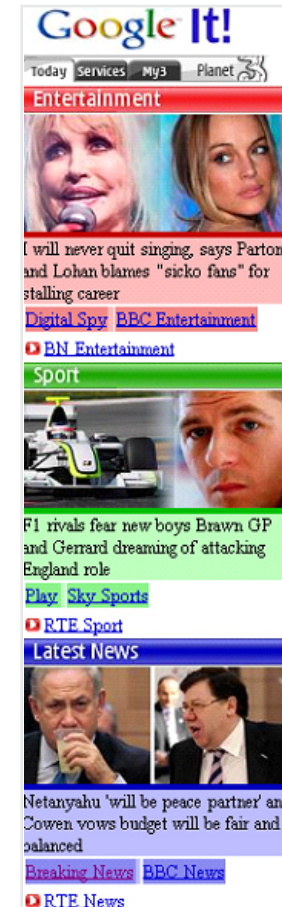 Google It!
Today Services My3 Planet 3
Entertainment
I will never quit singing, says Parton
and Lohan blames "sicko fans" for
stalling career
Digital Spy BBC Entertainment
BN Entertainment
Sport
F1 rivals fear new boys Brawn GP
and Gerrard dreaming of attacking
England role
Play Sky Sports
RTE Sport
Latest News
Netanyahu 'will be peace partner' an
Cowen vows budget will be fair and
balanced
Breaking News BBC News
RTE News